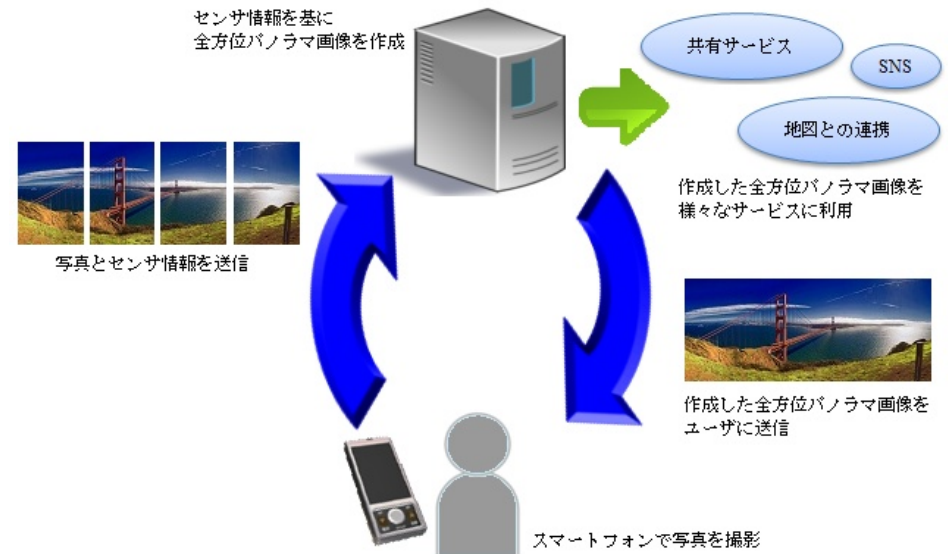 センサ情報を基に
全方位パノラマ画像を作成
共有サービス
SNS
地図との連携
作成した全方位パノラマ画像を
様々なサービスに利用
写真とセンサ情報を送信
作成した全方位パノラマ画像を
ユーザに送信
スマートフォンで写真を撮影